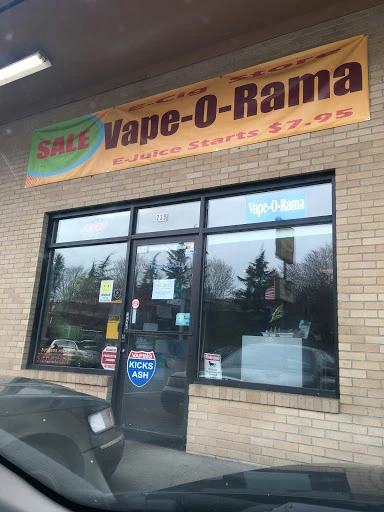 E-Cig Store
SALE
Vape-O-Rama
E-Juice Starts $7.95
Vape-O-Rama
VAPING
KICKS
ASH